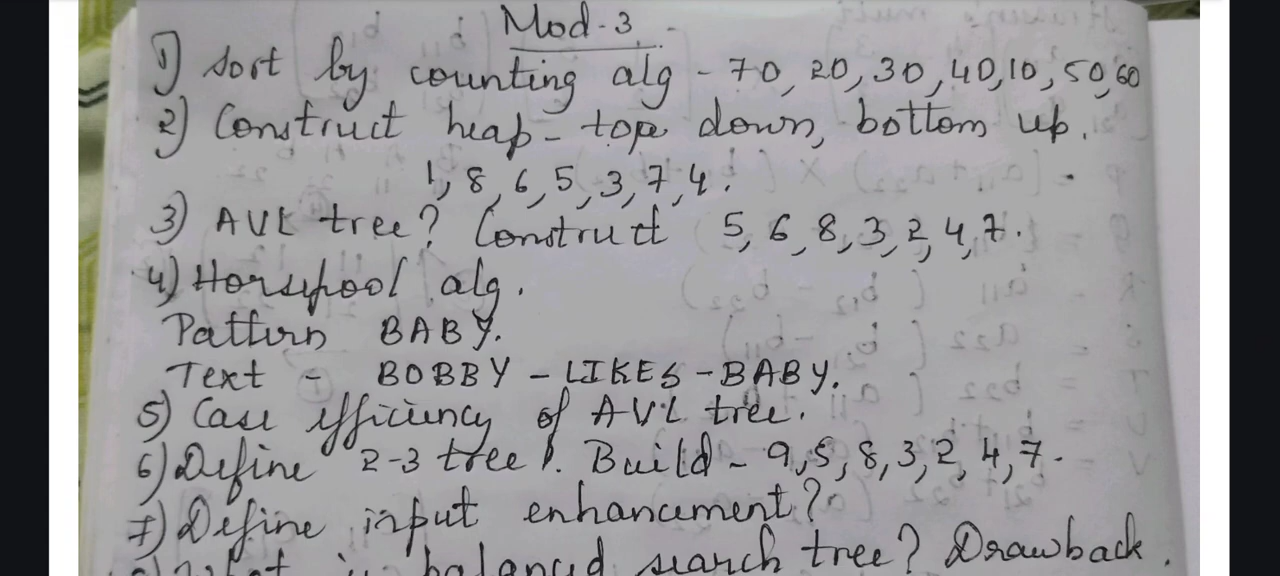 Mod-3
1) Sort by counting alg - 70, 20, 30, 40, 10, 50, 60
2) Construct heap - tope down, bottom up.
1, 8, 6, 5, 3, 7, 4.
3) AVL tree? Construct 5, 6, 8, 3, 2, 4, 7.
4) Horspool alg.
Pattern BABY.
Text - BOBBY - LIKES - BABY.
5) Case efficiency of AVL tree.
6) Define 2-3 tree!. Build - 9, 5, 8, 3, 2, 4, 7.
7) Define input enhancement?
balanced search tree? Drawback.